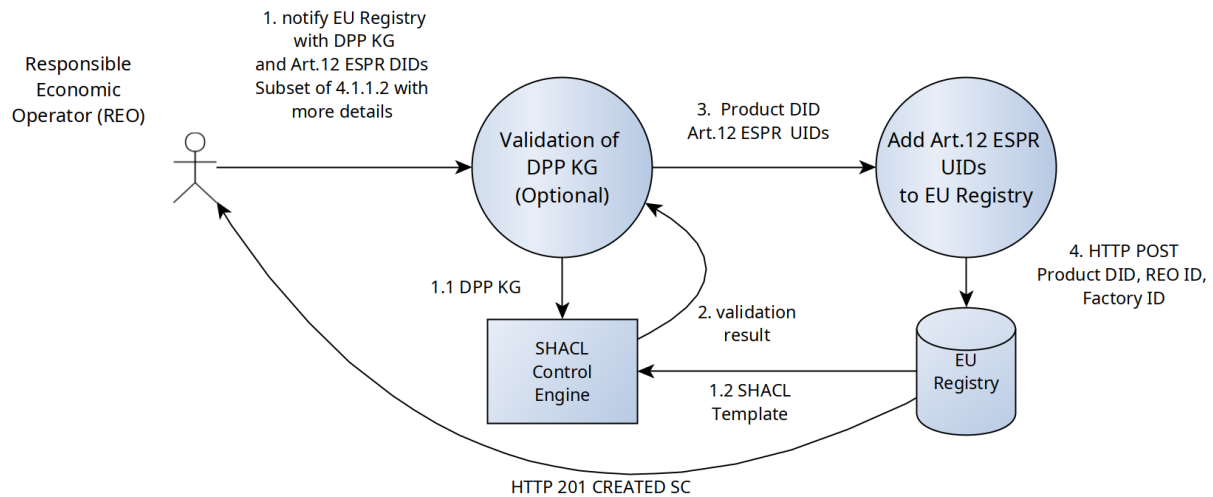 1. notify EU Registry
with DPP KG
and Art.12 ESPR DIDs
Subset of 4.1.1.2 with
more details
Responsible
Economic
Operator (REO)
Validation of
DPP KG
(Optional)
3. Product DID
Art.12 ESPR UIDs
Add Art.12 ESPR
UIDs
to EU Registry
4. HTTP POST
Product DID, REO ID,
Factory ID
1.1 DPP KG
2. validation
result
SHACL
Control
Engine
EU
Registry
1.2 SHACL
Template
HTTP 201 CREATED SC